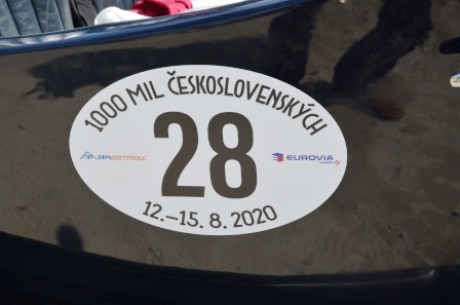 1000 MIL ČESKOSLOVENSKÝCH
28
EUROVIA
12.–15. 8. 2020